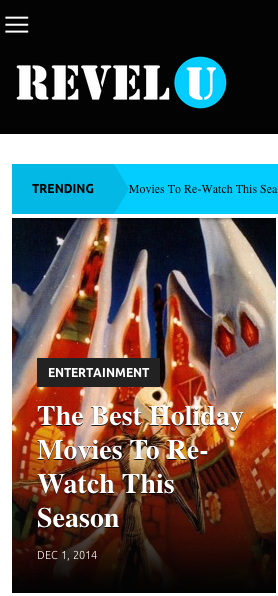 REVEL U
TRENDING
Movies To Re-Watch This Sea
ENTERTAINMENT
The Best Holiday
Movies To Re-
Watch This
Season
DEC 1, 2014